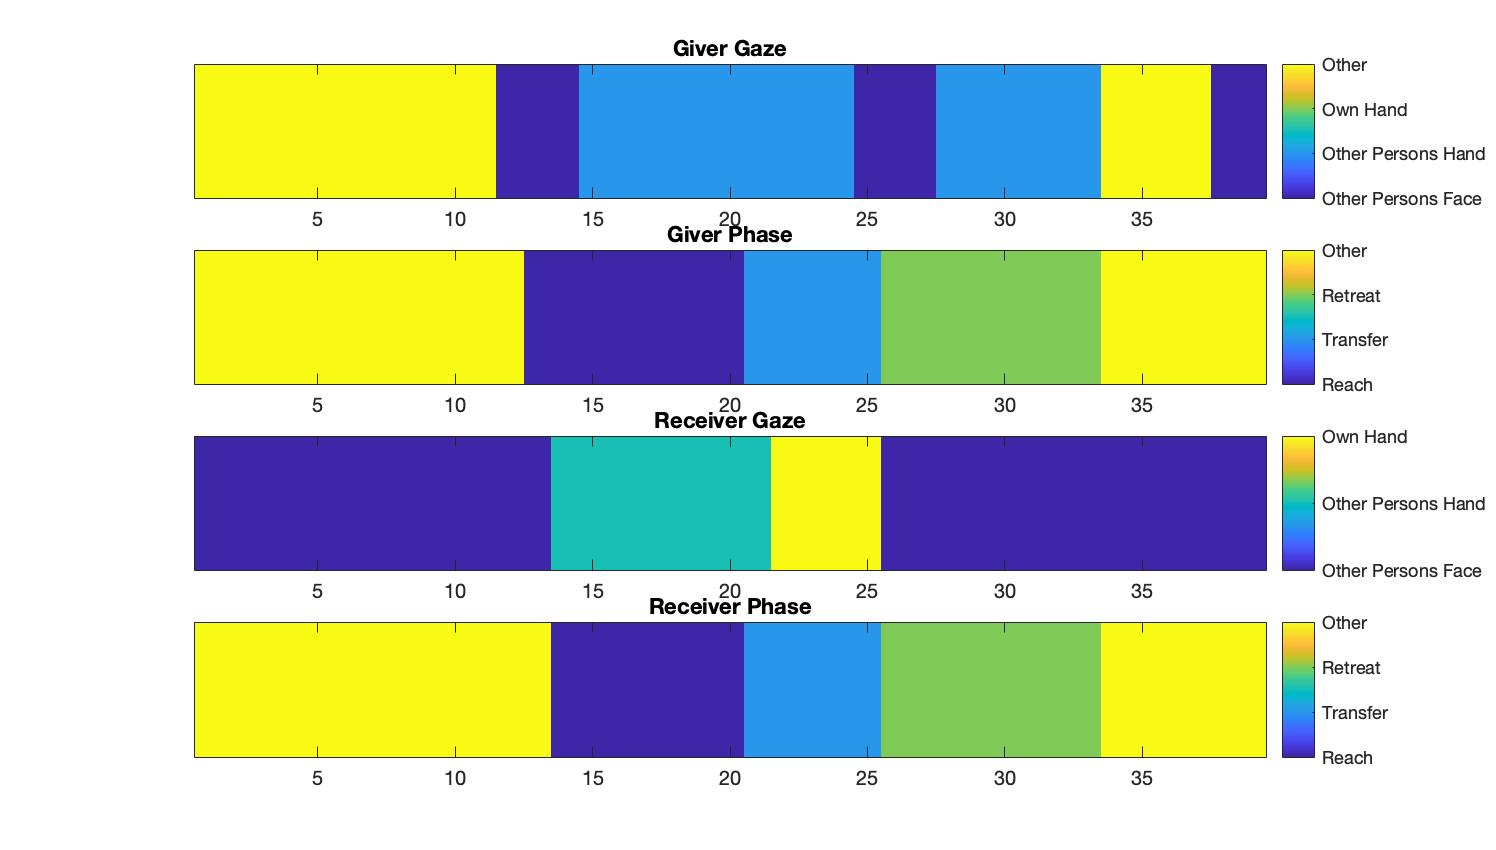 Giver Gaze
Other
Own Hand
Other Persons Hand
Other Persons Face
5 10 15 20 25 30 35
Giver Phase
Other
Retreat
Transfer
Reach
5 10 15 20 25 30 35
Receiver Gaze
Own Hand
Other Persons Hand
Other Persons Face
5 10 15 20 25 30 35
Receiver Phase
Other
Retreat
Transfer
Reach
5 10 15 20 25 30 35